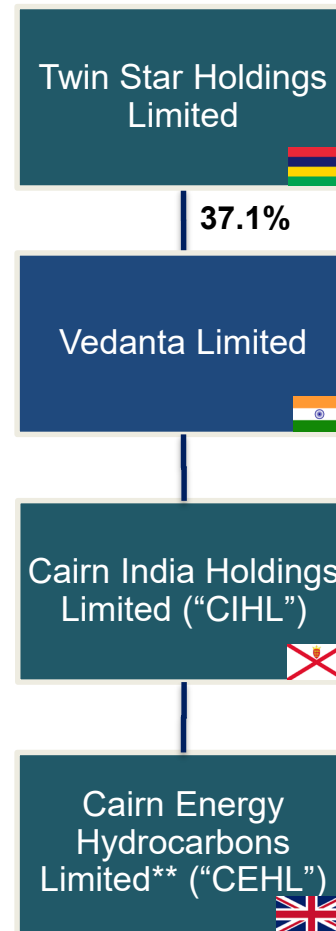 Twin Star Holdings
Limited
37.1%
Vedanta Limited
Cairn India Holdings
Limited (“CIHL”)
Cairn Energy
Hydrocarbons
Limited** (“CEHL”)